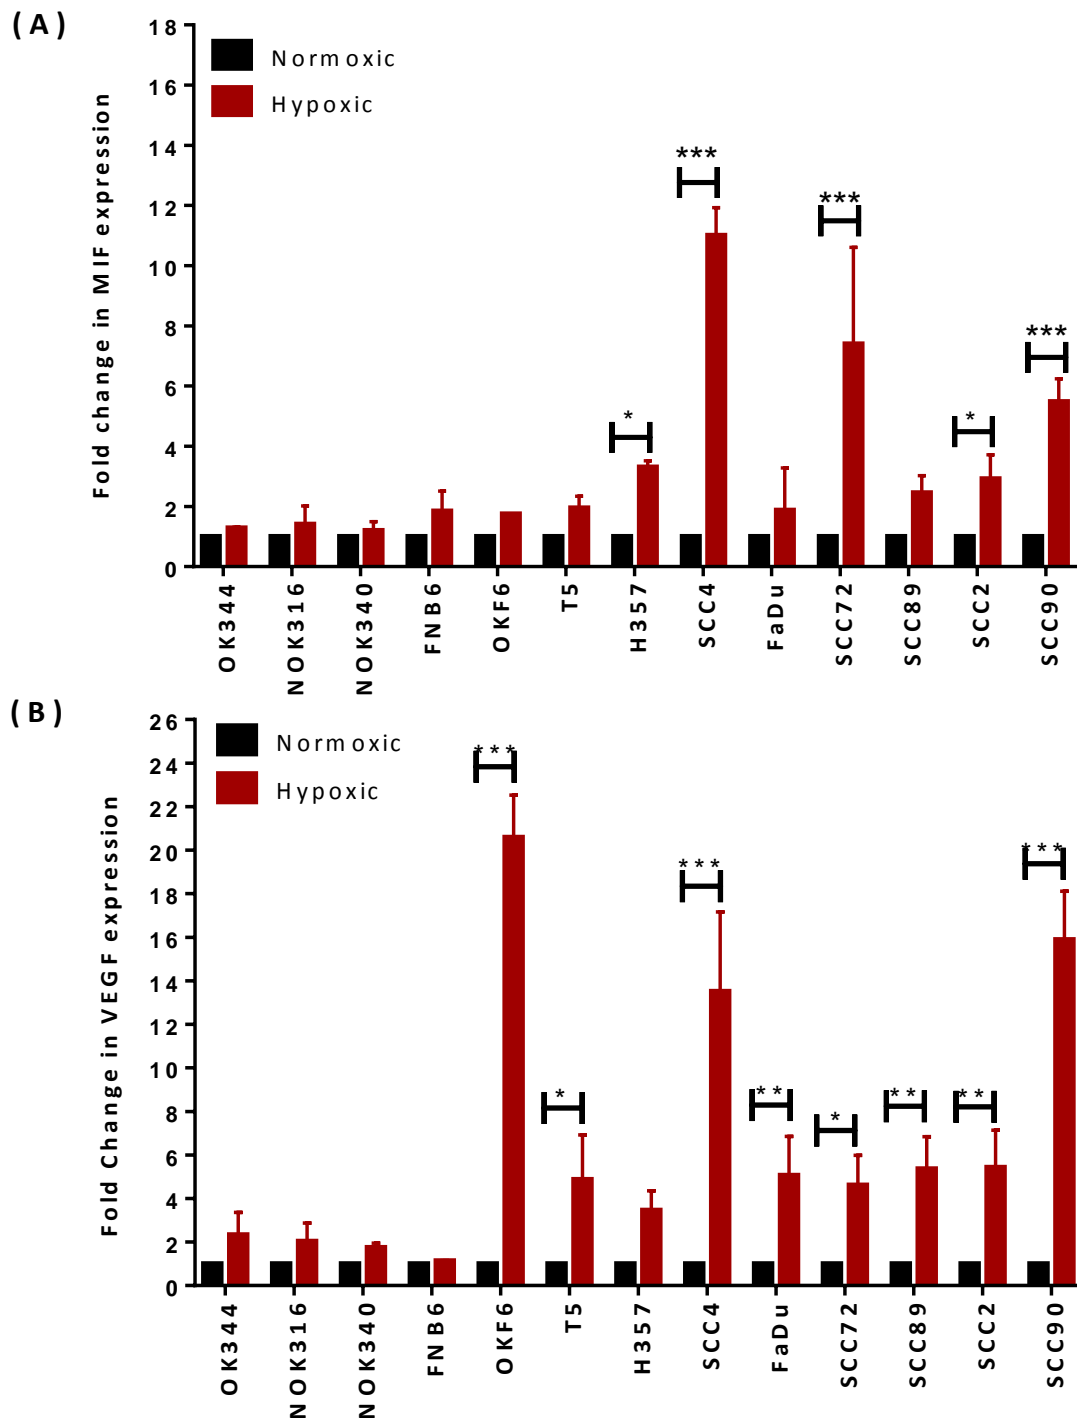 (A)
Fold change in MIF expression
18
16
14
12
10
8
6
4
2
0
Normoxic
Hypoxic
*
***
***
*
***
OK344
NOK316
NOK340
FNB6
OKF6
T5
H357
SCC4
FaDu
SCC72
SCC89
SCC2
SCC90
(B)
Fold Change in VEGF expression
26
24
22
20
18
16
14
12
10
8
6
4
2
0
Normoxic
Hypoxic
***
*
***
**
*
**
**
***
OK344
NOK316
NOK340
FNB6
OKF6
T5
H357
SCC4
FaDu
SCC72
SCC89
SCC2
SCC90